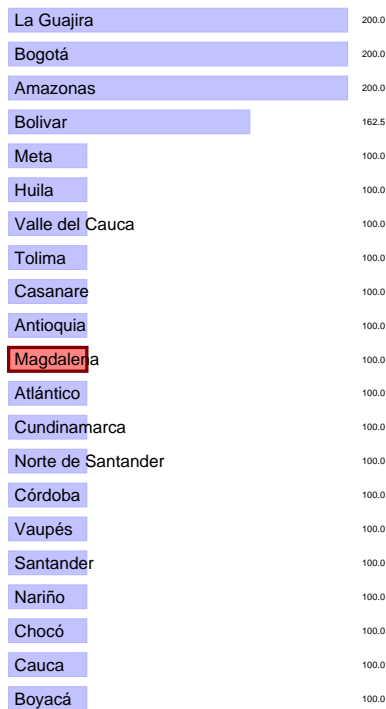 La Guajira 200.0
Bogotá 200.0
Amazonas 200.0
Bolivar 162.5
Meta 100.0
Huila 100.0
Valle del Cauca 100.0
Tolima 100.0
Casanare 100.0
Antioquia 100.0
Magdalena 100.0
Atlántico 100.0
Cundinamarca 100.0
Norte de Santander 100.0
Córdoba 100.0
Vaupés 100.0
Santander 100.0
Nariño 100.0
Chocó 100.0
Cauca 100.0
Boyacá 100.0